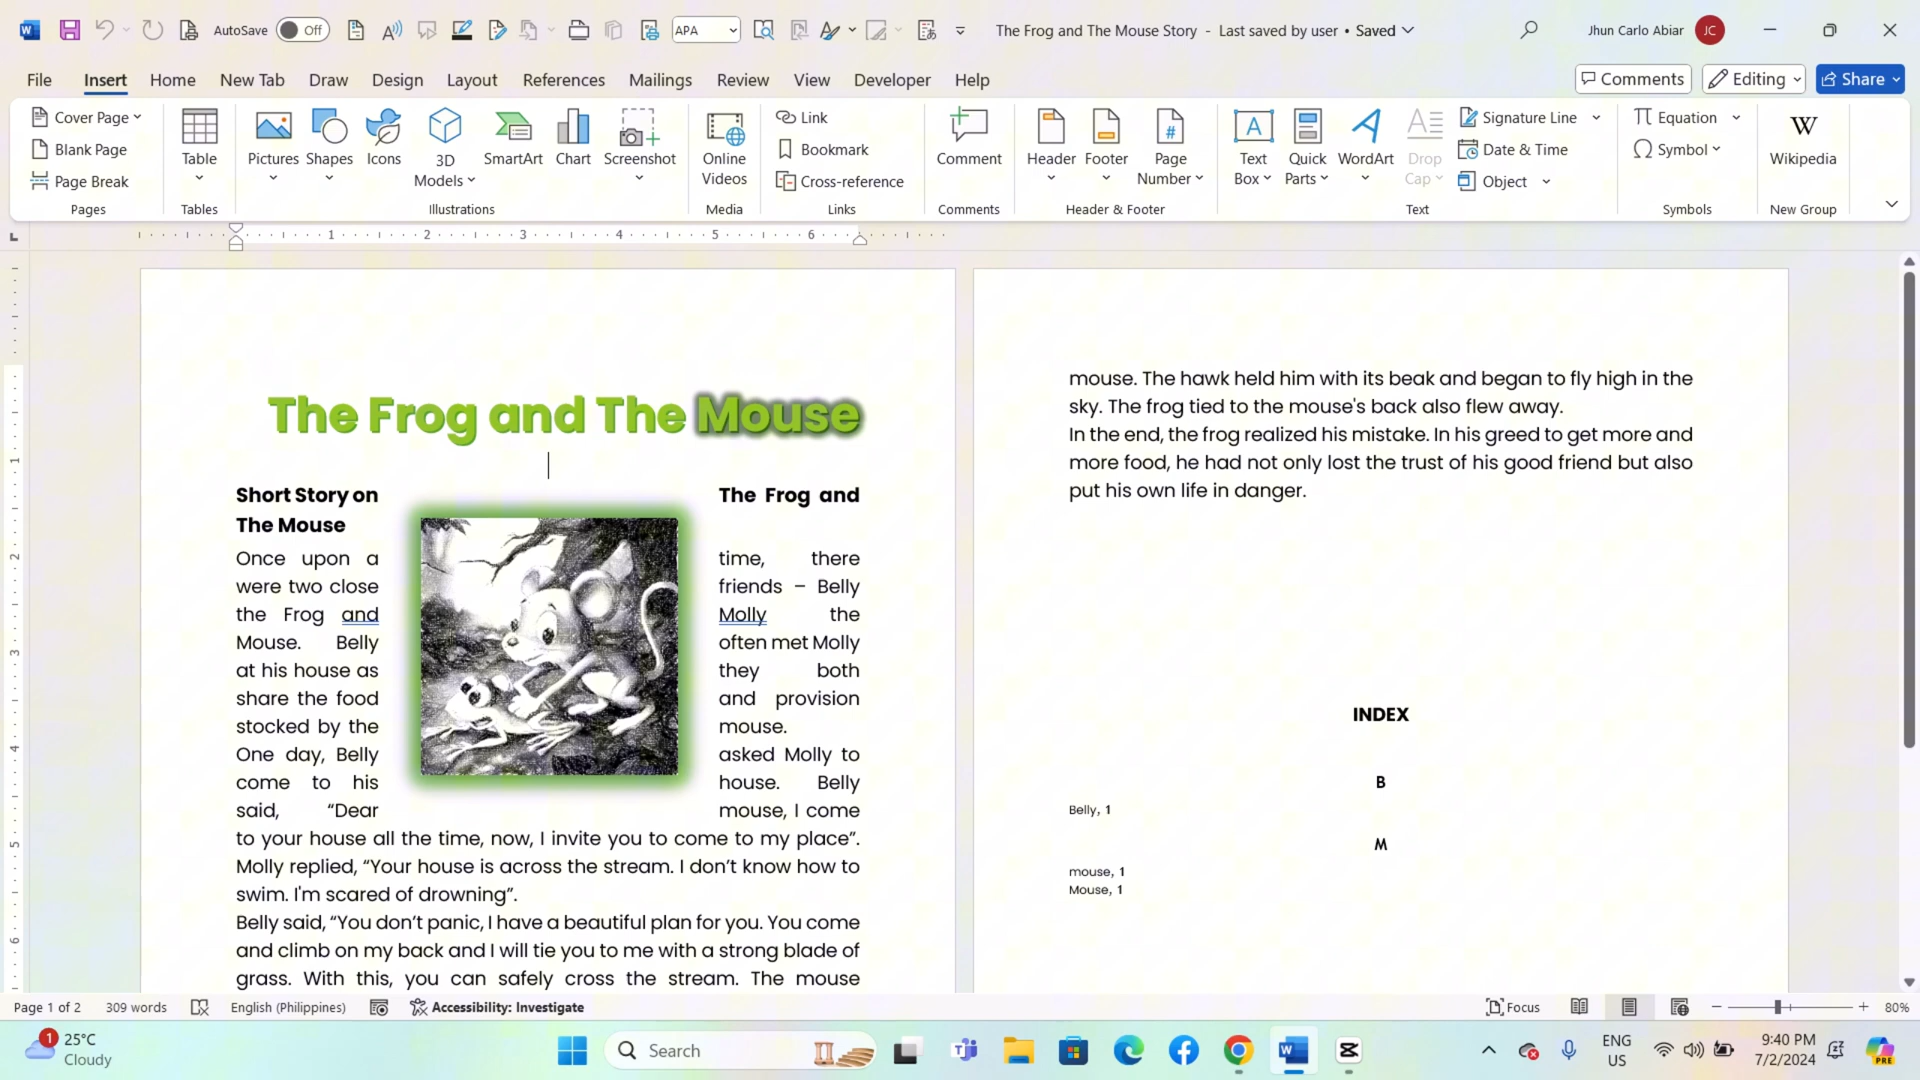 AutoSave Off APA The Frog and The Mouse Story - Last saved by user • Saved Jhun Carlo Abiar JC
File Insert Home New Tab Draw Design Layout References Mailings Review View Developer Help Comments Editing Share
Cover Page
Blank Page
Page Break
Pages
Table
Tables
Pictures Shapes Icons 3D Models SmartArt Chart Screenshot
Illustrations
Online Videos
Media
Link
Bookmark
Cross-reference
Links
Comment
Comments
Header Footer Page Number
Header & Footer
Text Box Quick Parts WordArt Drop Cap
Signature Line
Date & Time
Object
Text
Equation
Symbol
Symbols
W
Wikipedia
New Group
1 2 3 4 5 6
1
2
3
4
5
6
The Frog and The Mouse
Short Story on The Frog and
The Mouse
Once upon a time, there
were two close friends – Belly
the Frog and Molly the
Mouse. Belly often met Molly
at his house as they both
share the food and provision
stocked by the mouse.
One day, Belly asked Molly to
come to his house. Belly
said, “Dear mouse, I come
to your house all the time, now, I invite you to come to my place”.
Molly replied, “Your house is across the stream. I don’t know how to
swim. I'm scared of drowning”.
Belly said, “You don’t panic, I have a beautiful plan for you. You come
and climb on my back and I will tie you to me with a strong blade of
grass. With this, you can safely cross the stream. The mouse
mouse. The hawk held him with its beak and began to fly high in the
sky. The frog tied to the mouse's back also flew away.
In the end, the frog realized his mistake. In his greed to get more and
more food, he had not only lost the trust of his good friend but also
put his own life in danger.
INDEX
B
Belly, 1
M
mouse, 1
Mouse, 1
Page 1 of 2 309 words English (Philippines) Accessibility: Investigate Focus 80%
1 25°C
Cloudy
Search
ENG
US
9:40 PM
7/2/2024
PRE